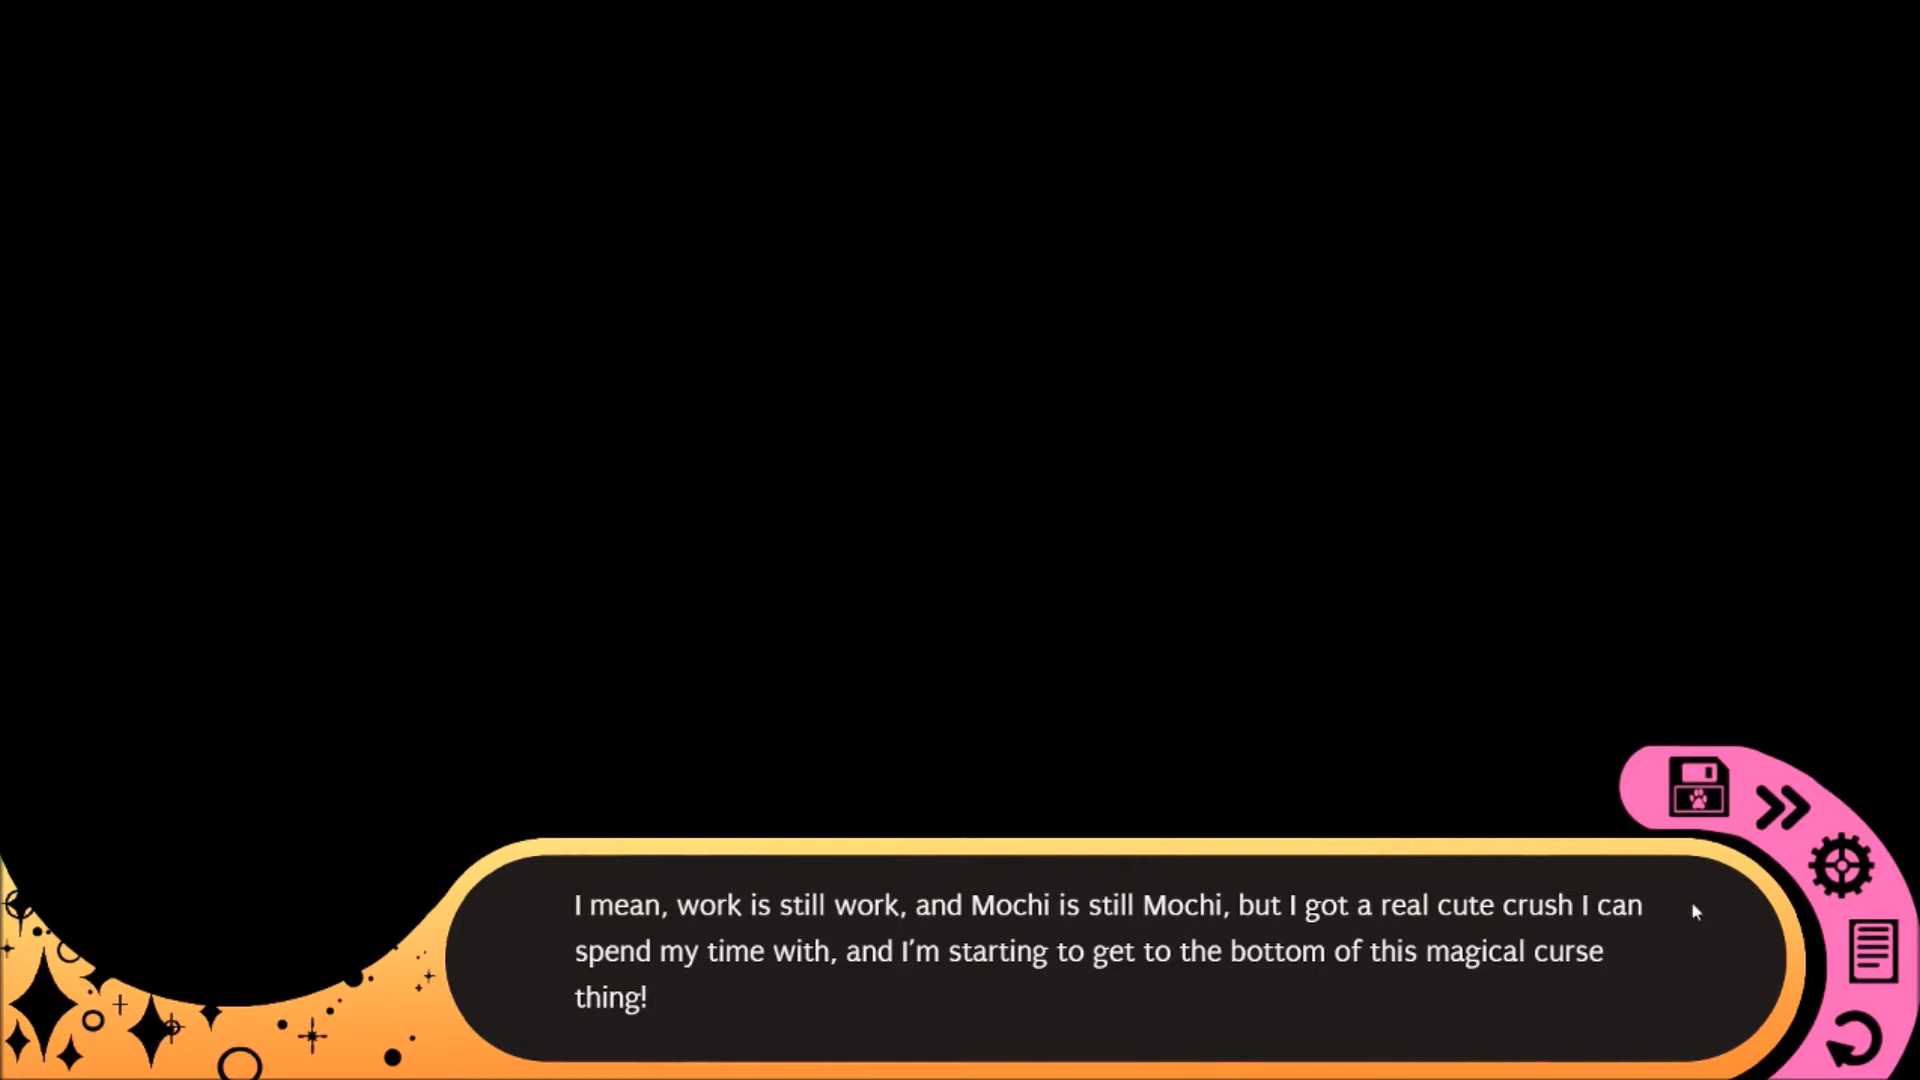 I mean, work is still work, and Mochi is still Mochi, but I got a real cute crush I can
spend my time with, and I'm starting to get to the bottom of this magical curse
thing!